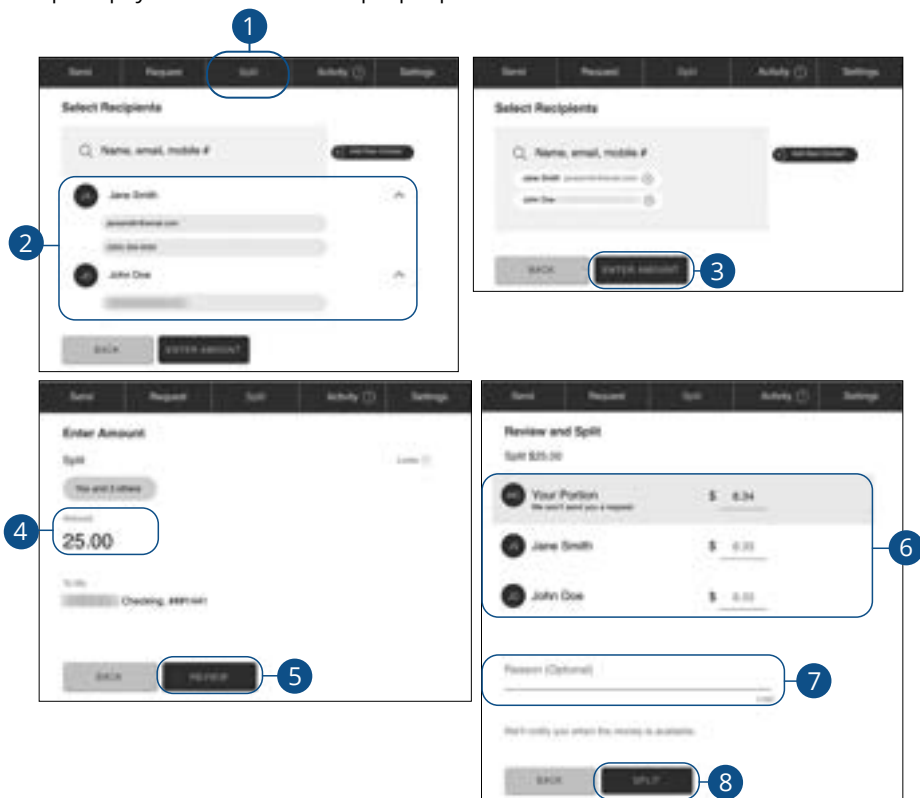 1
Send Request Split Activity Settings
Select Recipients
Name, email, mobile #
Jane Smith
2
John Doe
BACK ENTER AMOUNT
Send Request Split Activity Settings
Select Recipients
Name, email, mobile #
Jane Smith
John Doe
BACK ENTER AMOUNT
3
Send Request Split Activity Settings
Enter Amount
Split
You and 2 others
Amount
4
25.00
To My
Checking,
BACK REVIEW
5
Send Request Split Activity Settings
Review and Split
Split $25.00
Your Portion $ 8.34
We won't send you a request
Jane Smith $ 8.33
6
John Doe $ 8.33
Reason (Optional)
7
We'll notify you when the money is available.
BACK SPLIT
8